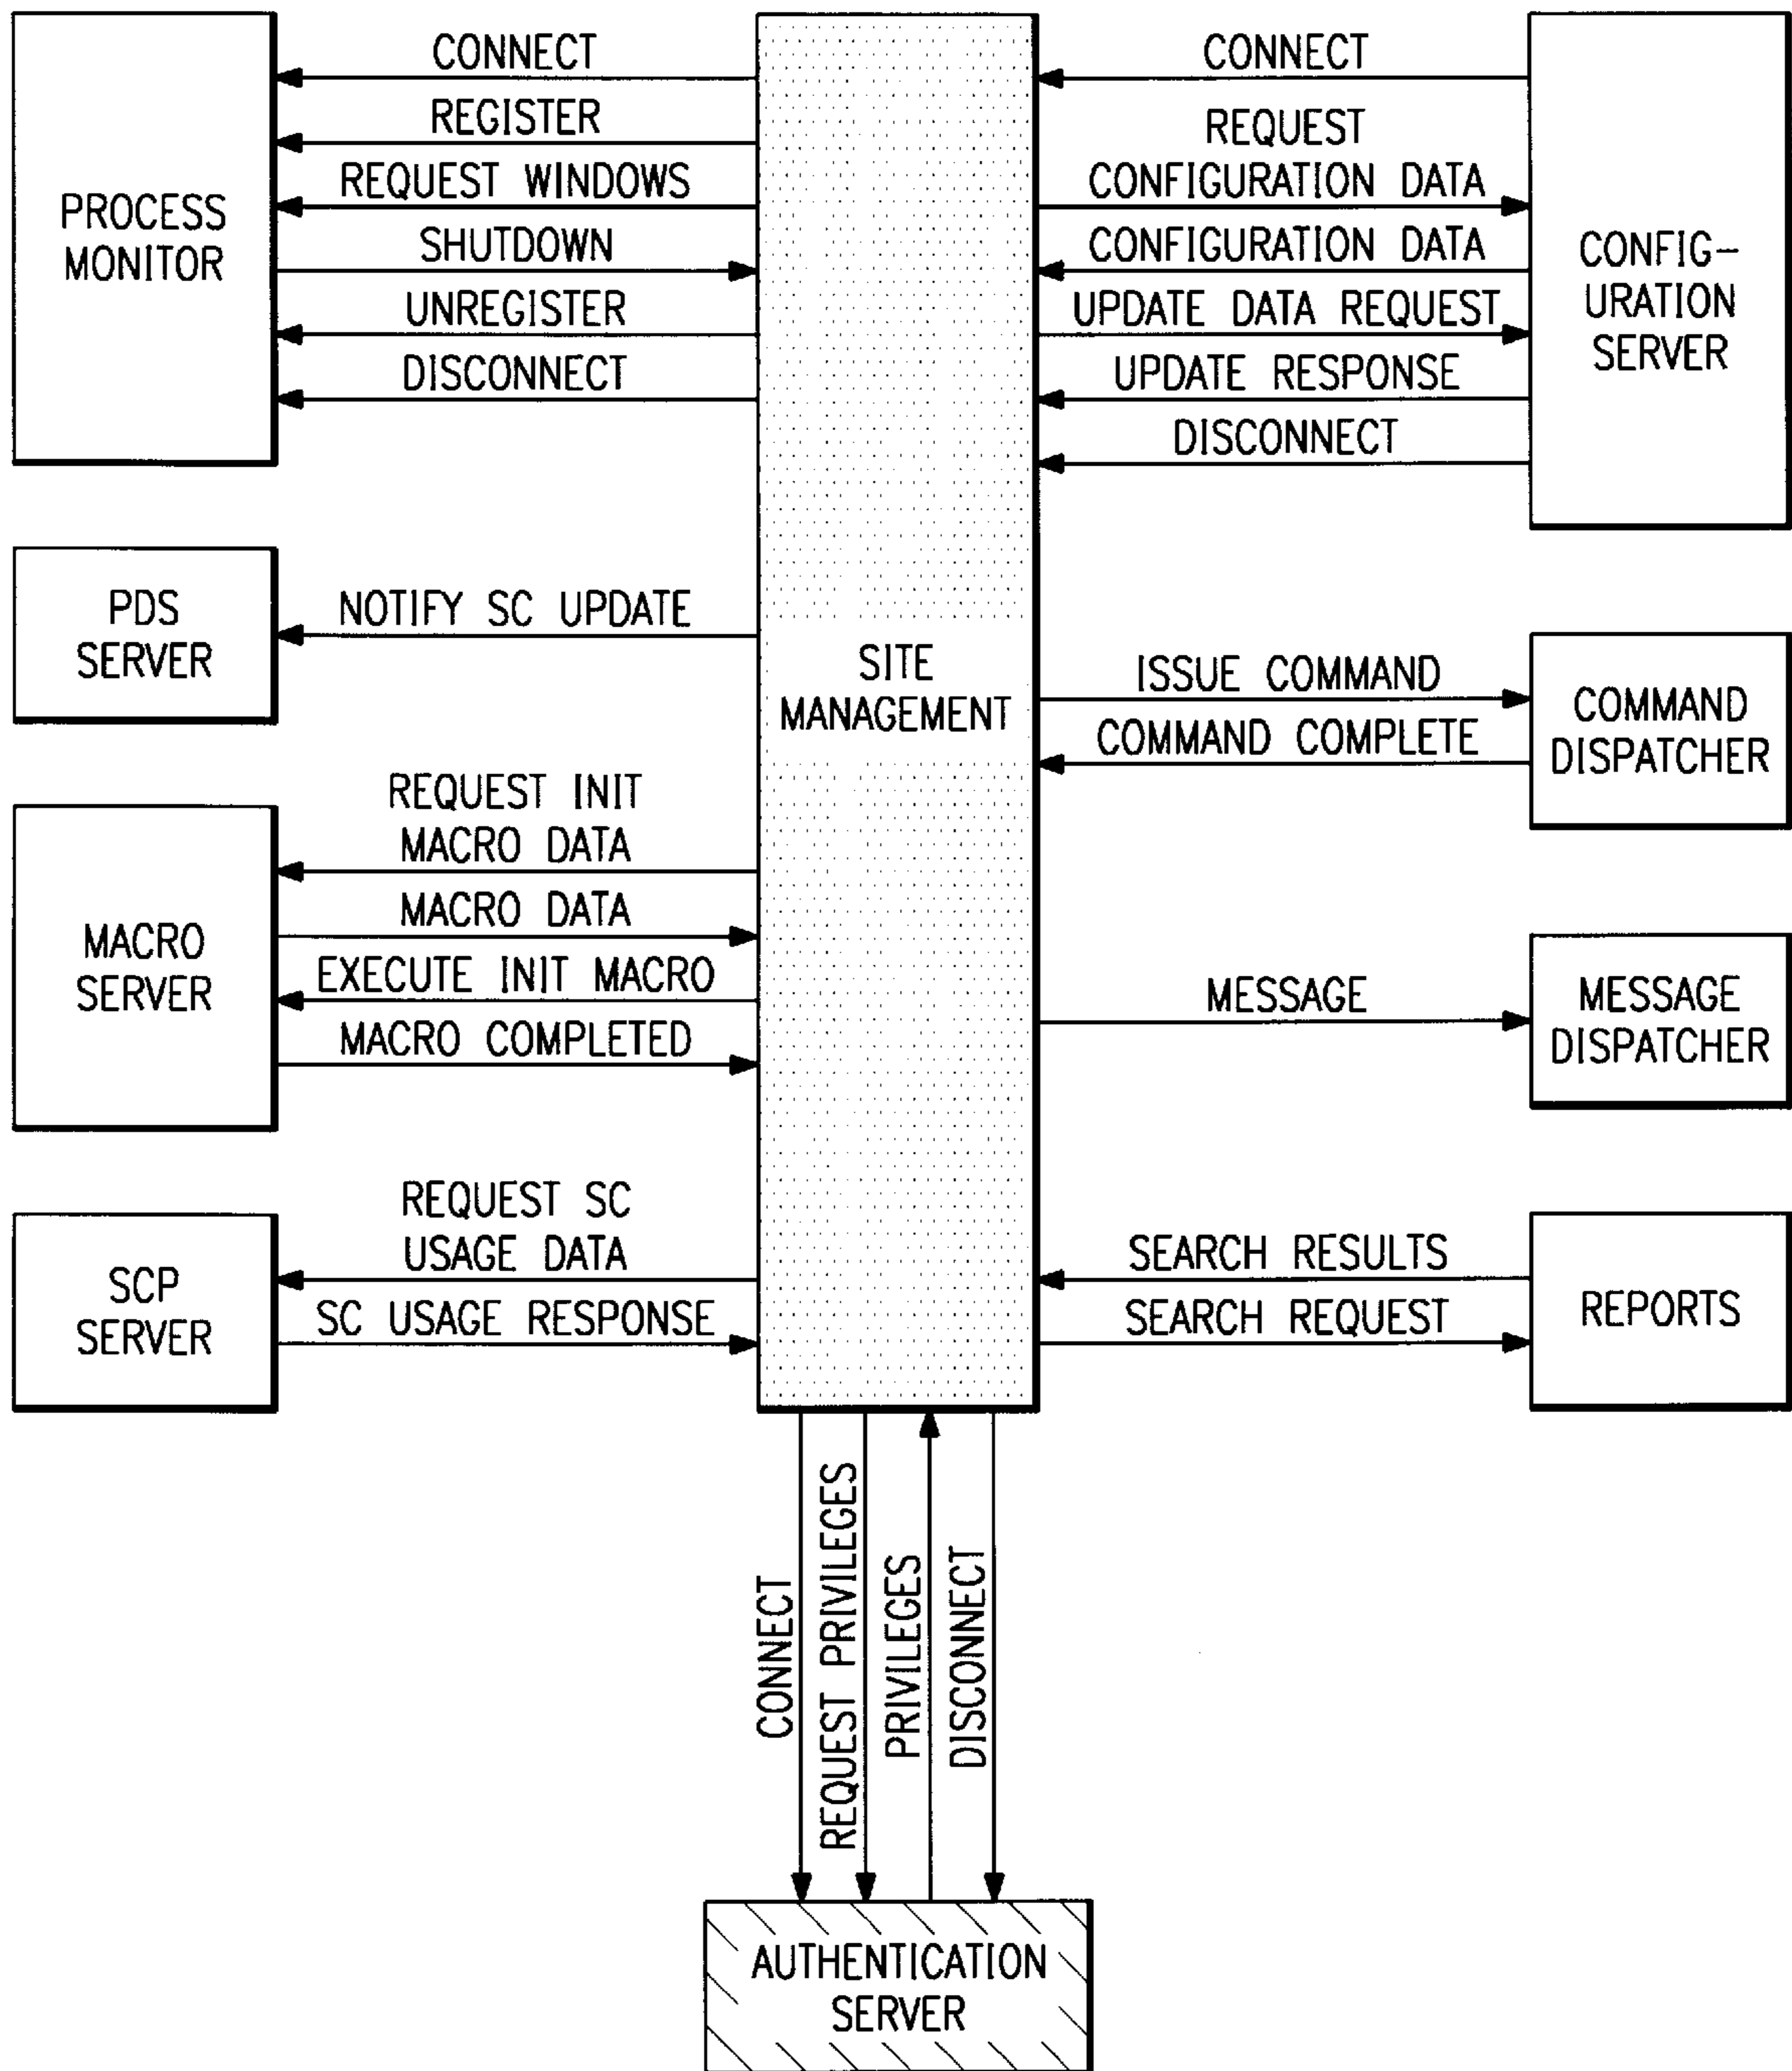 CONNECT
REGISTER
REQUEST WINDOWS
SHUTDOWN
UNREGISTER
DISCONNECT
PROCESS
MONITOR
CONNECT
REQUEST
CONFIGURATION DATA
CONFIGURATION DATA
UPDATE DATA REQUEST
UPDATE RESPONSE
DISCONNECT
CONFIG-
URATION
SERVER
PDS
SERVER
NOTIFY SC UPDATE
SITE
MANAGEMENT
ISSUE COMMAND
COMMAND COMPLETE
COMMAND
DISPATCHER
MACRO
SERVER
REQUEST INIT
MACRO DATA
MACRO DATA
EXECUTE INIT MACRO
MACRO COMPLETED
MESSAGE
MESSAGE
DISPATCHER
SCP
SERVER
REQUEST SC
USAGE DATA
SC USAGE RESPONSE
SEARCH RESULTS
SEARCH REQUEST
REPORTS
CONNECT
REQUEST PRIVILEGES
PRIVILEGES
DISCONNECT
AUTHENTICATION
SERVER